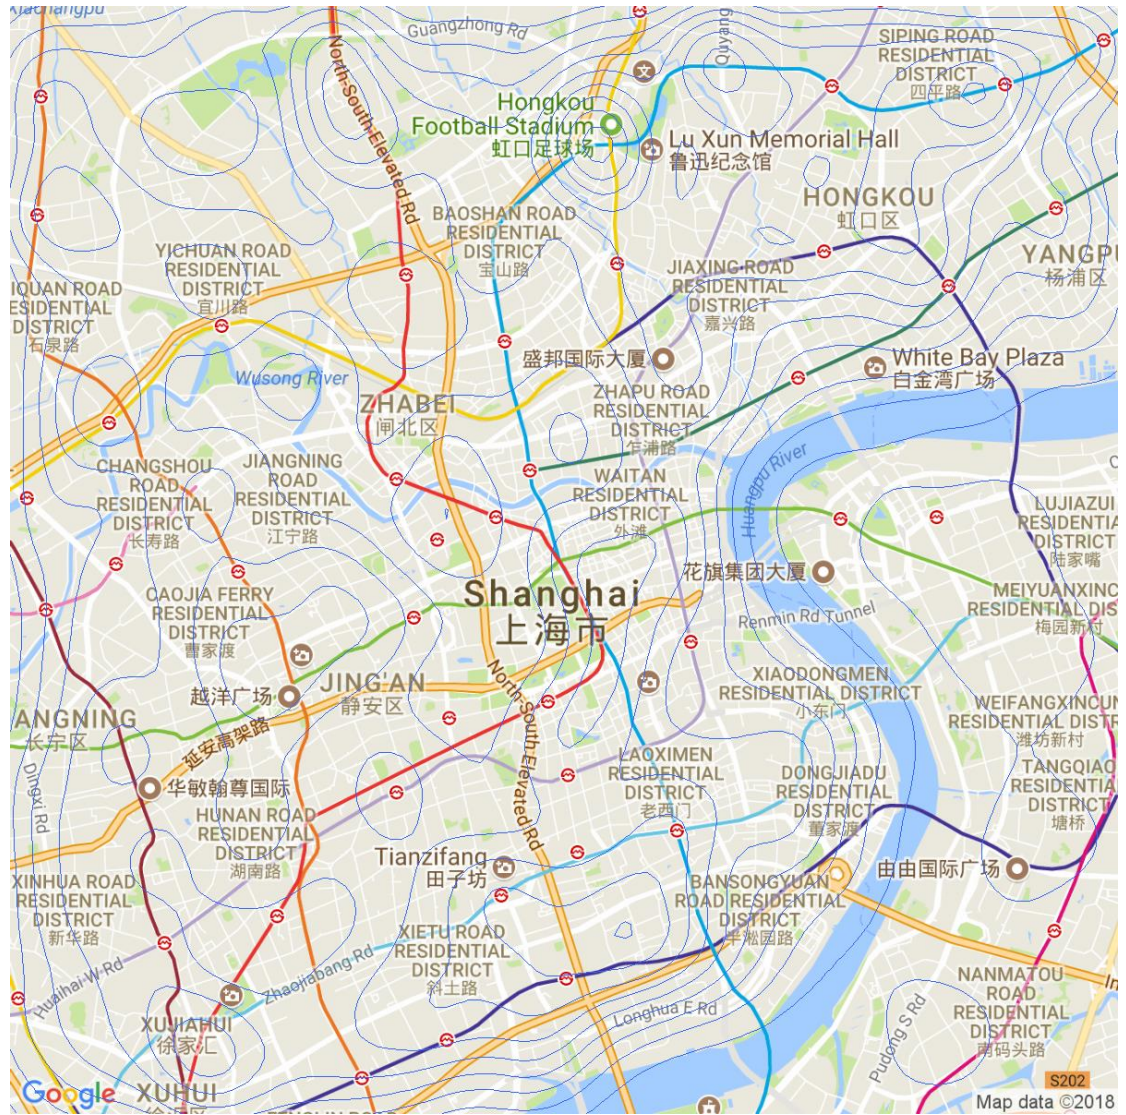 Guangzhong Rd
Quyang
SIPING ROAD
RESIDENTIAL
DISTRICT
四平路
North-South Elevated Rd
Hongkou
Football Stadium
虹口足球场
Lu Xun Memorial Hall
鲁迅纪念馆
HONGKOU
虹口区
BAOSHAN ROAD
RESIDENTIAL
DISTRICT
宝山路
YICHUAN ROAD
RESIDENTIAL
DISTRICT
宜川路
YANGPU
杨浦区
JIAXING ROAD
RESIDENTIAL
DISTRICT
嘉兴路
IQUAN ROAD
ESIDENTIAL
DISTRICT
石泉路
盛邦国际大厦
White Bay Plaza
白金湾广场
Wusong River
ZHABEI
闸北区
ZHAPU ROAD
RESIDENTIAL
DISTRICT
乍浦路
CHANGSHOU
ROAD
RESIDENTIAL
DISTRICT
长寿路
JIANGNING
ROAD
RESIDENTIAL
DISTRICT
江宁路
WAITAN
RESIDENTIAL
DISTRICT
外滩
Huangpu River
LUJIAZUI
RESIDENTIA
DISTRICT
陆家嘴
花旗集团大厦
CAOJIA FERRY
RESIDENTIAL
DISTRICT
曹家渡
Shanghai
上海市
MEIYUANXINC
RESIDENTIAL DIS
梅园新村
Renmin Rd Tunnel
越洋广场
JING'AN
静安区
XIAODONGMEN
RESIDENTIAL DISTRICT
小东门
ANGNING
长宁区
延安高架路
North-South Elevated Rd
WEIFANGXINCUN
RESIDENTIAL DISTR
潍坊新村
Dingxi Rd
华敏翰尊国际
LAOXIMEN
RESIDENTIAL
DISTRICT
老西门
DONGJIADU
RESIDENTIAL
DISTRICT
董家渡
TANGQIAO
RESIDENTIA
DISTRICT
塘桥
HUNAN ROAD
RESIDENTIAL
DISTRICT
湖南路
Tianzifang
田子坊
由由国际广场
XINHUA ROAD
RESIDENTIAL
DISTRICT
新华路
BANSONGYUAN
ROAD RESIDENTIAL
DISTRICT
半淞园路
XIETU ROAD
RESIDENTIAL
DISTRICT
斜土路
Huaihai W Rd
Zhaojiabang Rd
NANMATOU
ROAD
RESIDENTIAL
DISTRICT
南码头路
In
Longhua E Rd
Pudong S Rd
XUJIAHUI
徐家汇
XUHUI
S202
Google
Map data ©2018